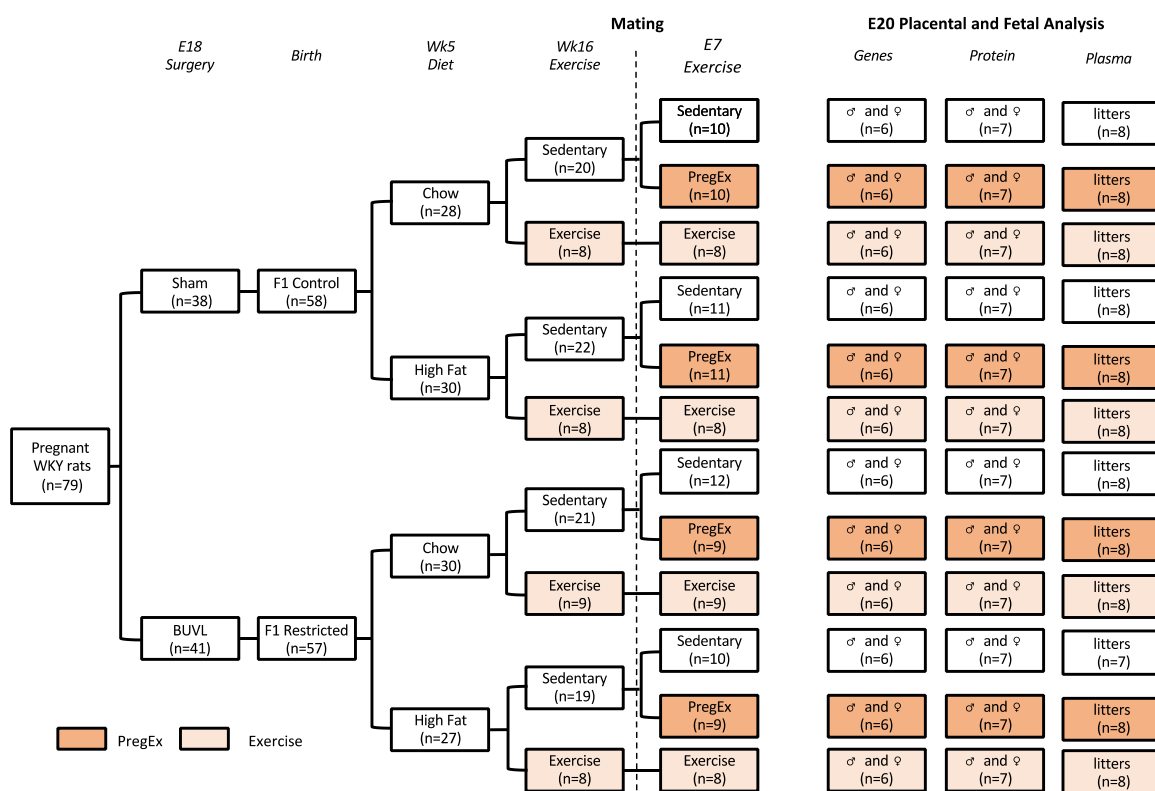 Mating
E20 Placental and Fetal Analysis
E18
Surgery
Birth
Wk5
Diet
Wk16
Exercise
E7
Exercise
Genes
Protein
Plasma
Pregnant
WKY rats
(n=79)
Sham
(n=38)
F1 Control
(n=58)
Chow
(n=28)
Sedentary
(n=20)
Sedentary
(n=10)
♂ and ♀
(n=6)
♂ and ♀
(n=7)
litters
(n=8)
PregEx
(n=10)
♂ and ♀
(n=6)
♂ and ♀
(n=7)
litters
(n=8)
Exercise
(n=8)
Exercise
(n=8)
♂ and ♀
(n=6)
♂ and ♀
(n=7)
litters
(n=8)
High Fat
(n=30)
Sedentary
(n=22)
Sedentary
(n=11)
♂ and ♀
(n=6)
♂ and ♀
(n=7)
litters
(n=8)
PregEx
(n=11)
♂ and ♀
(n=6)
♂ and ♀
(n=7)
litters
(n=8)
Exercise
(n=8)
Exercise
(n=8)
♂ and ♀
(n=6)
♂ and ♀
(n=7)
litters
(n=8)
BUVL
(n=41)
F1 Restricted
(n=57)
Chow
(n=30)
Sedentary
(n=21)
Sedentary
(n=12)
♂ and ♀
(n=6)
♂ and ♀
(n=7)
litters
(n=8)
PregEx
(n=9)
♂ and ♀
(n=6)
♂ and ♀
(n=7)
litters
(n=8)
Exercise
(n=9)
Exercise
(n=9)
♂ and ♀
(n=6)
♂ and ♀
(n=7)
litters
(n=8)
High Fat
(n=27)
Sedentary
(n=19)
Sedentary
(n=10)
♂ and ♀
(n=6)
♂ and ♀
(n=7)
litters
(n=7)
PregEx
(n=9)
♂ and ♀
(n=6)
♂ and ♀
(n=7)
litters
(n=8)
Exercise
(n=8)
Exercise
(n=8)
♂ and ♀
(n=6)
♂ and ♀
(n=7)
litters
(n=8)
PregEx
Exercise